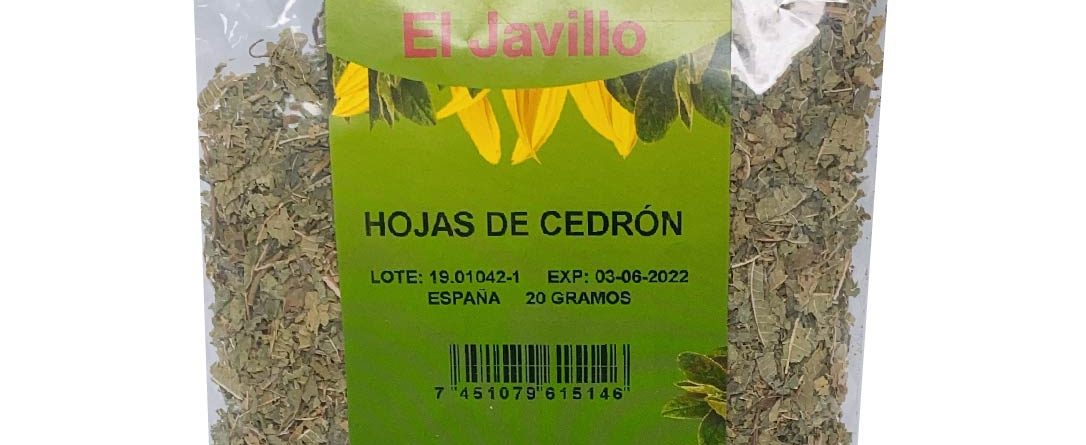 El Javillo
HOJAS DE CEDRÓN
LOTE: 19.01042-1 EXP: 03-06-2022
ESPAÑA 20 GRAMOS
7 451079 615146